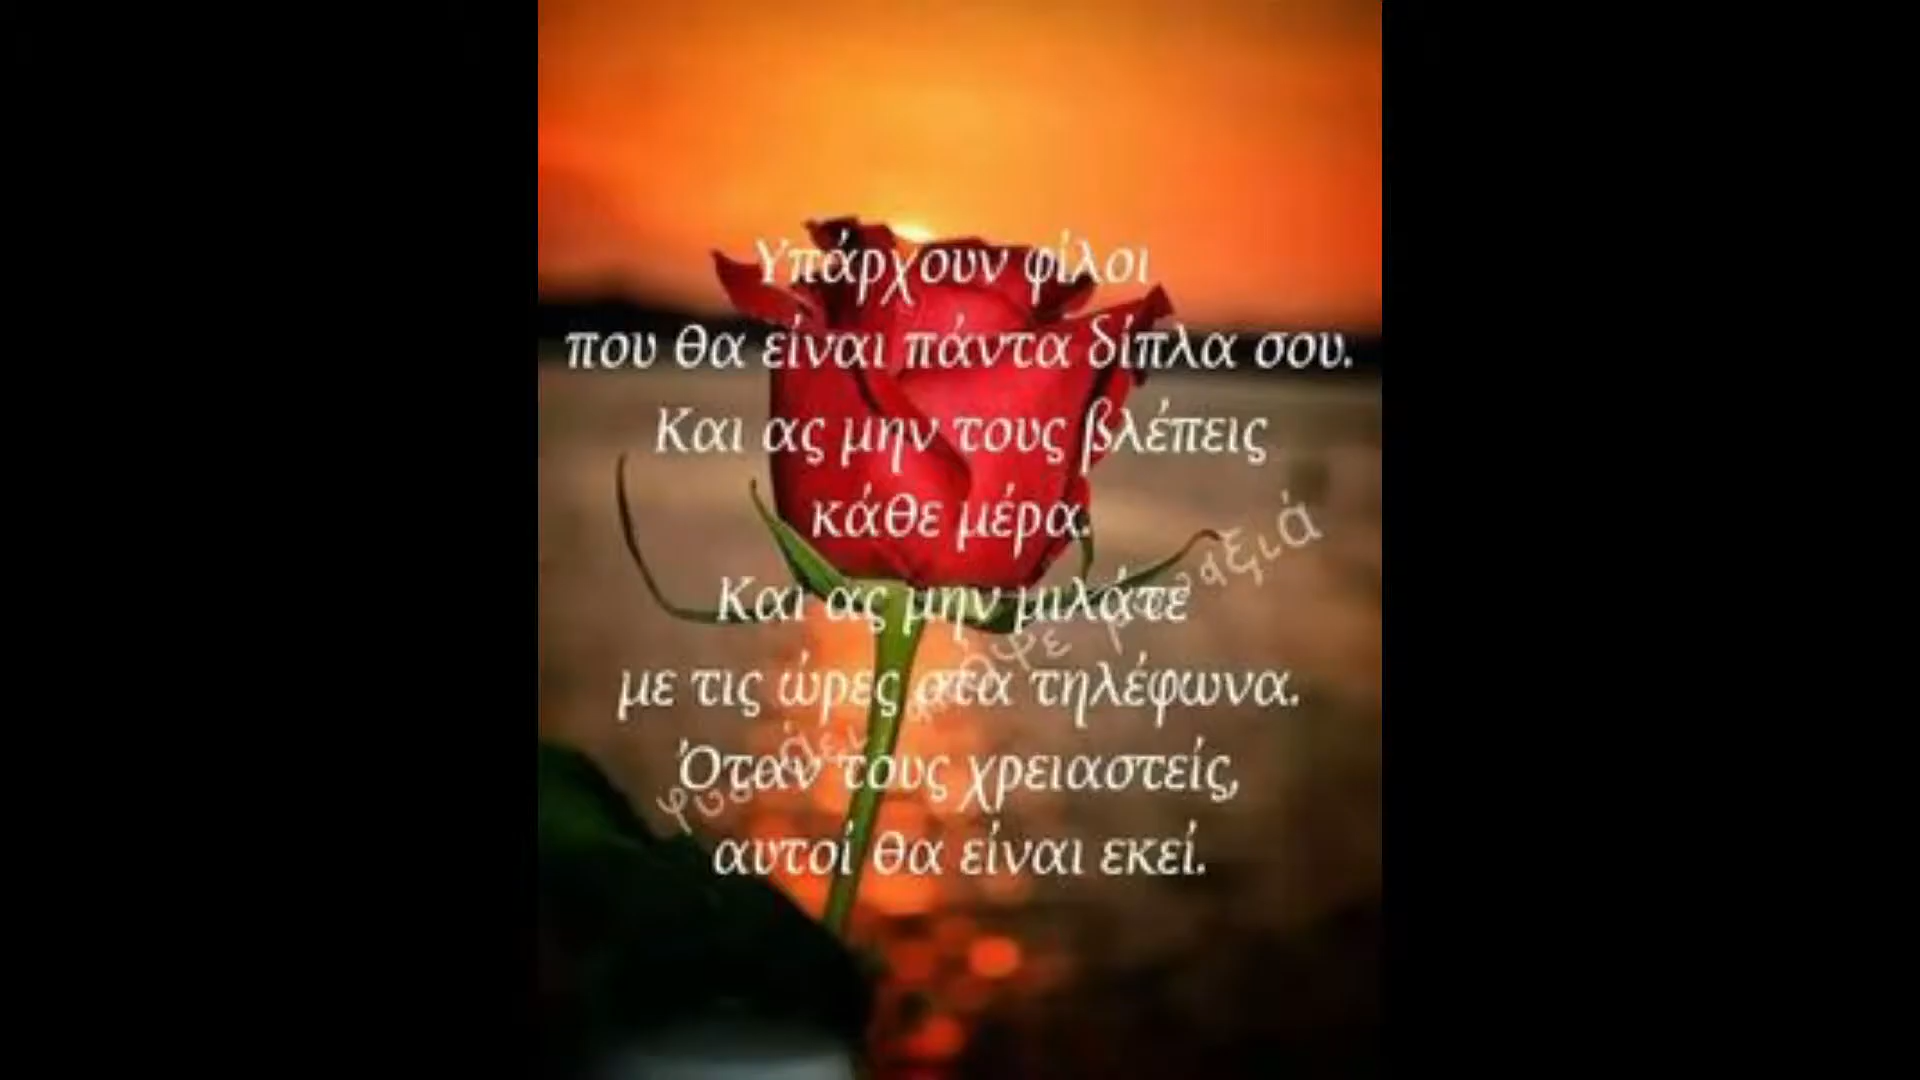 Υπάρχουν φίλοι
που θα είναι πάντα δίπλα σου.
Και ας μην τους βλέπεις
κάθε μέρα.
Και ας μην μιλάτε
με τις ώρες στα τηλέφωνα.
Όταν τους χρειαστείς,
αυτοί θα είναι εκεί.